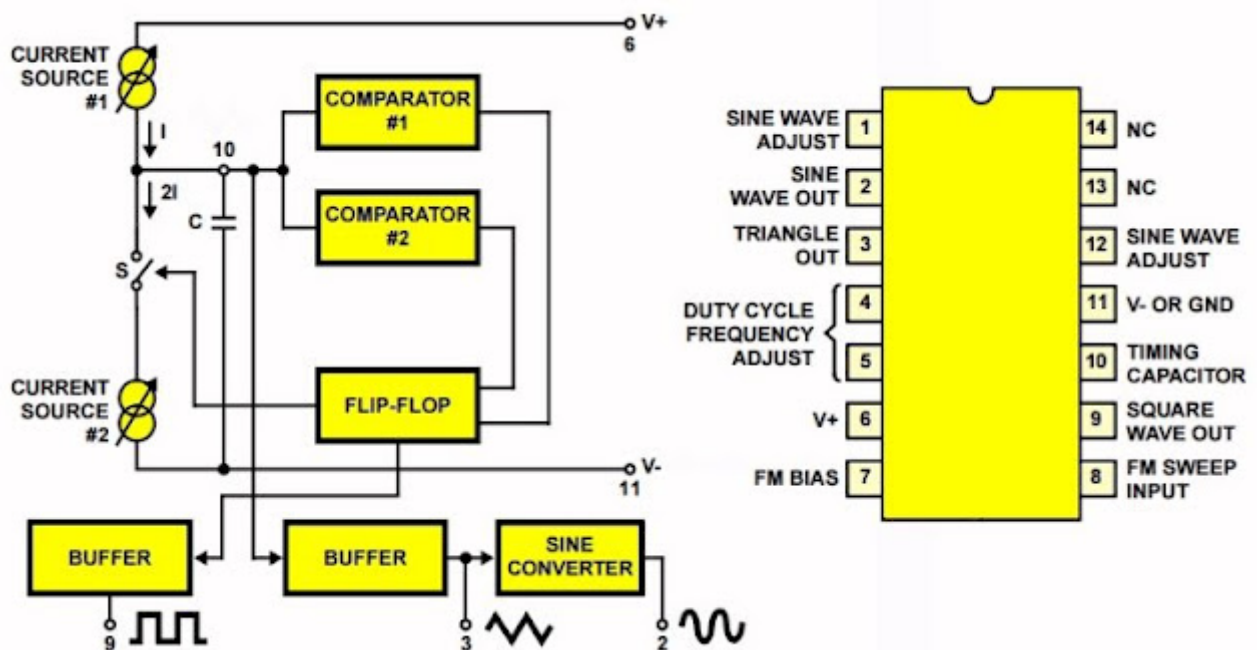 V+
6
CURRENT
SOURCE
#1
I
10
2I
C
S
COMPARATOR
#1
COMPARATOR
#2
CURRENT
SOURCE
#2
FLIP-FLOP
V-
11
BUFFER
BUFFER
SINE
CONVERTER
9
3
2
SINE WAVE
ADJUST
1
SINE
WAVE OUT
2
TRIANGLE
OUT
3
DUTY CYCLE
FREQUENCY
ADJUST
4
5
V+
6
FM BIAS
7
14
NC
13
NC
12
SINE WAVE
ADJUST
11
V- OR GND
10
TIMING
CAPACITOR
9
SQUARE
WAVE OUT
8
FM SWEEP
INPUT